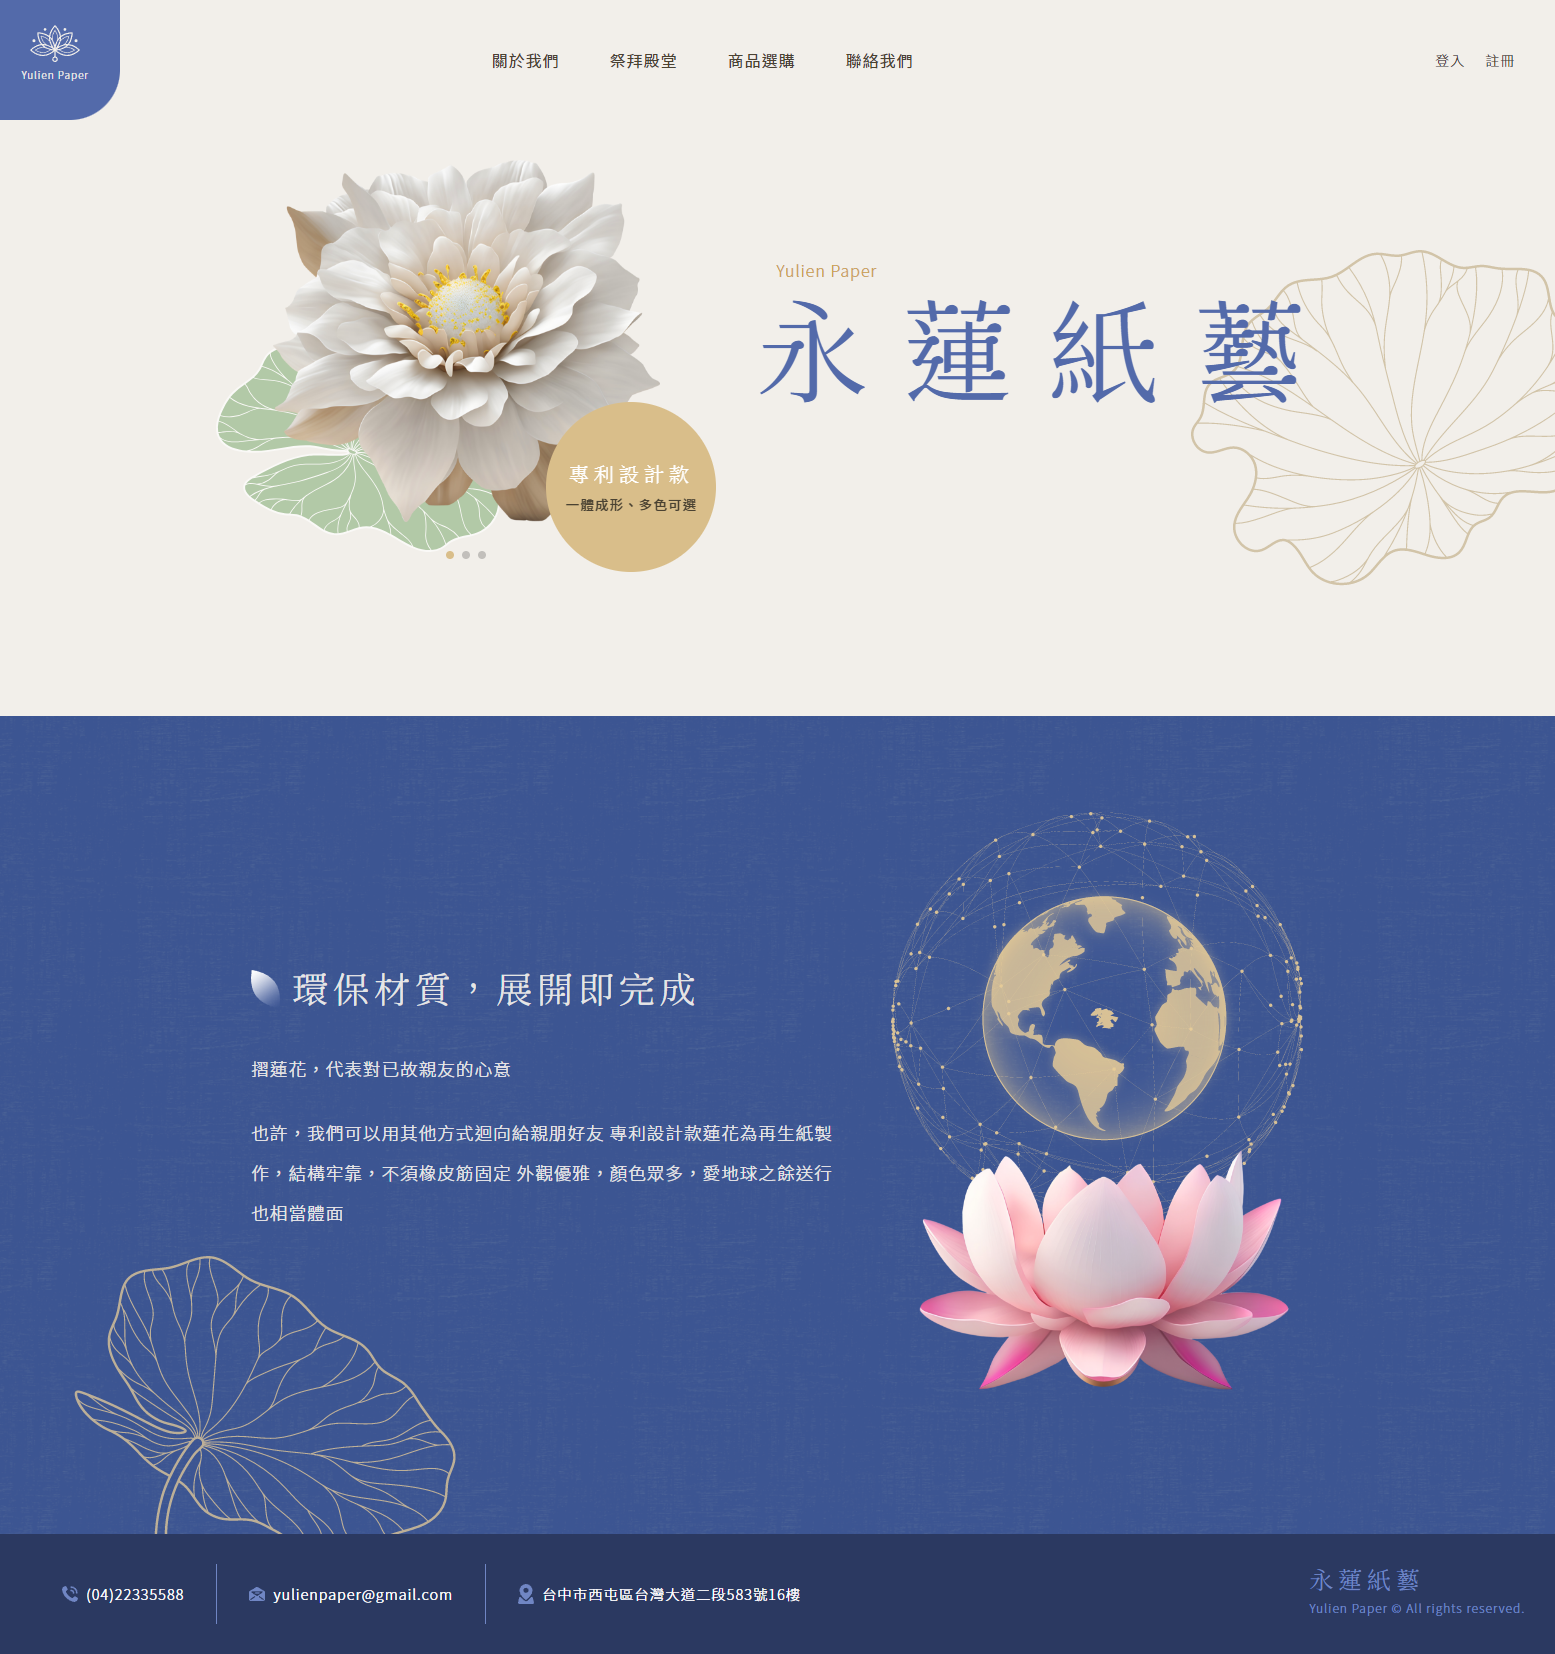 Yulien Paper
關於我們
祭拜殿堂
商品選購
聯絡我們
登入
註冊
Yulien Paper
永蓮紙藝
專利設計款
一體成形、多色可選
環保材質，展開即完成
摺蓮花，代表對已故親友的心意
也許，我們可以用其他方式迴向給親朋好友 專利設計款蓮花為再生紙製
作，結構牢靠，不須橡皮筋固定 外觀優雅，顏色眾多，愛地球之餘送行
也相當體面
(04)22335588
yulienpaper@gmail.com
台中市西屯區台灣大道二段583號16樓
永蓮紙藝
Yulien Paper © All rights reserved.